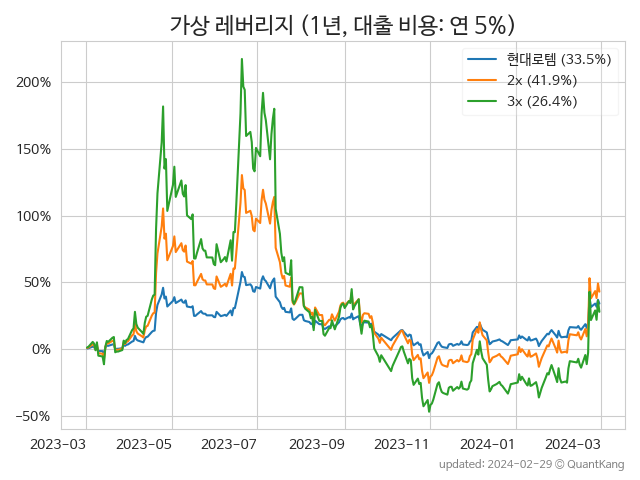 가상 레버리지 (1년, 대출 비용: 연 5%)
현대로템 (33.5%)
2x (41.9%)
3x (26.4%)
200%
150%
100%
50%
0%
−50%
2023-03 2023-05 2023-07 2023-09 2023-11 2024-01 2024-03
updated: 2024-02-29 ⓒ QuantKang